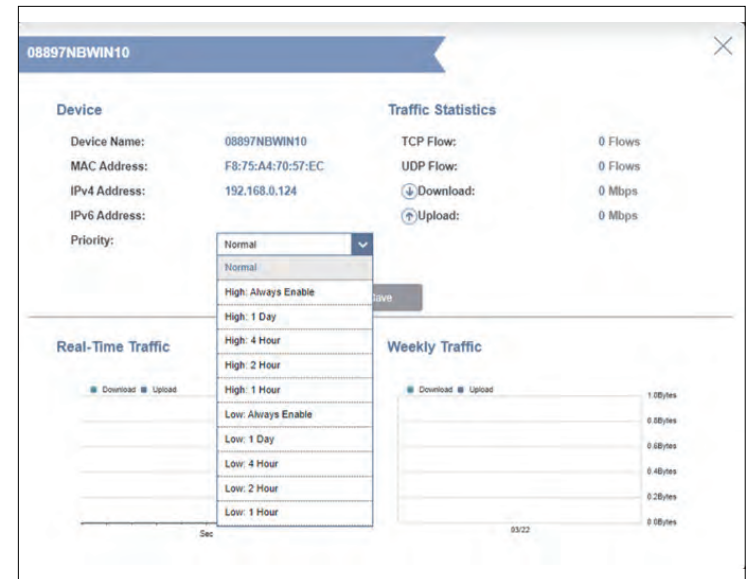 08897NBWIN10
Device
Device Name: 08897NBWIN10
MAC Address: F8:75:A4:70:57:EC
IPv4 Address: 192.168.0.124
IPv6 Address:
Priority: Normal
Normal
High: Always Enable
High: 1 Day
High: 4 Hour
High: 2 Hour
High: 1 Hour
Low: Always Enable
Low: 1 Day
Low: 4 Hour
Low: 2 Hour
Low: 1 Hour
Traffic Statistics
TCP Flow: 0 Flows
UDP Flow: 0 Flows
Download: 0 Mbps
Upload: 0 Mbps
Real-Time Traffic
Download Upload
Sec
Weekly Traffic
Download Upload
1.0Bytes
0.8Bytes
0.6Bytes
0.4Bytes
0.2Bytes
0.0Bytes
03/22